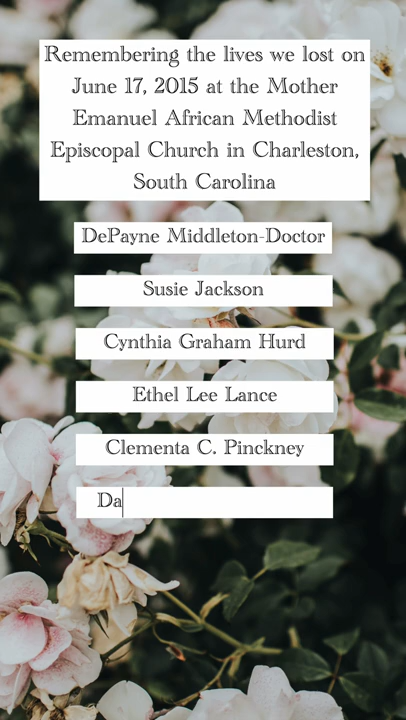 Remembering the lives we lost on
June 17, 2015 at the Mother
Emanuel African Methodist
Episcopal Church in Charleston,
South Carolina
DePayne Middleton-Doctor
Susie Jackson
Cynthia Graham Hurd
Ethel Lee Lance
Clementa C. Pinckney
Da